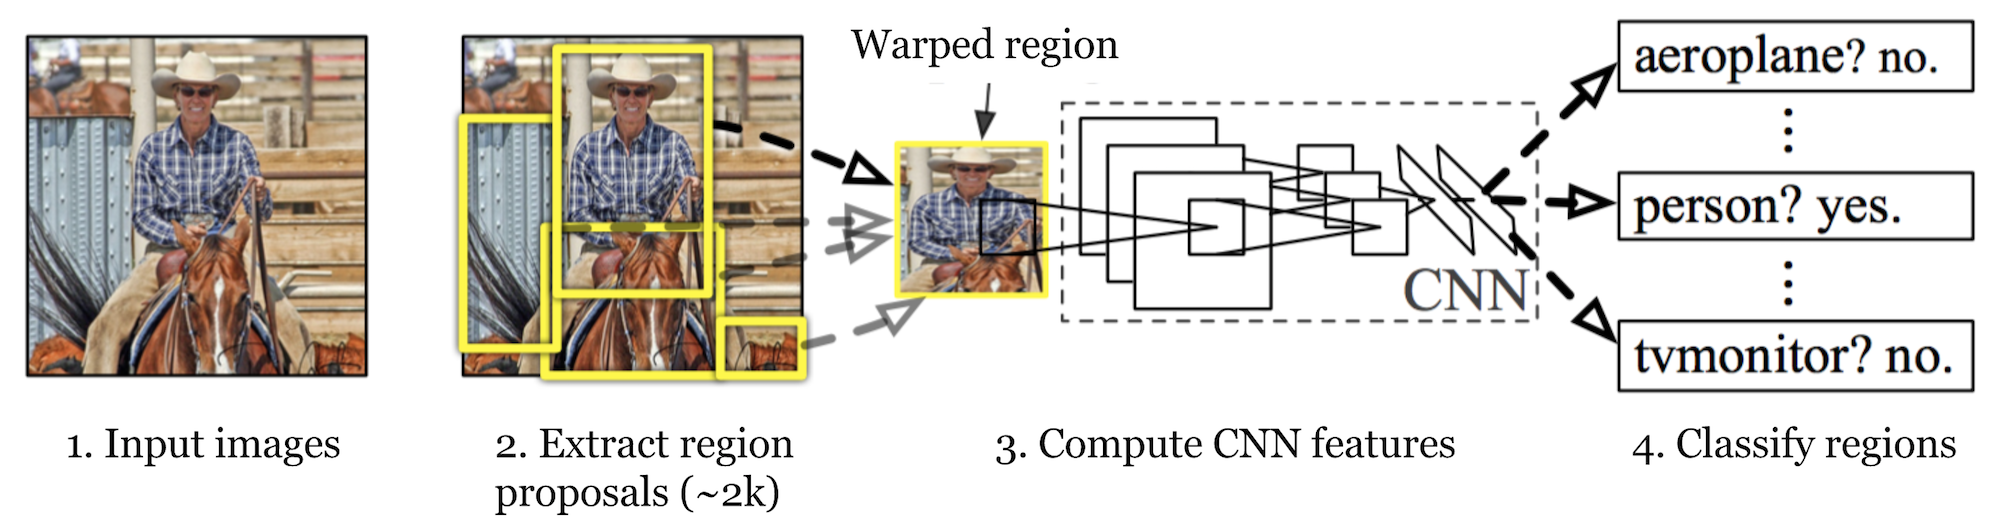 Warped region
aeroplane? no.
person? yes.
tvmonitor? no.
CNN
1. Input images
2. Extract region
proposals (~2k)
3. Compute CNN features
4. Classify regions